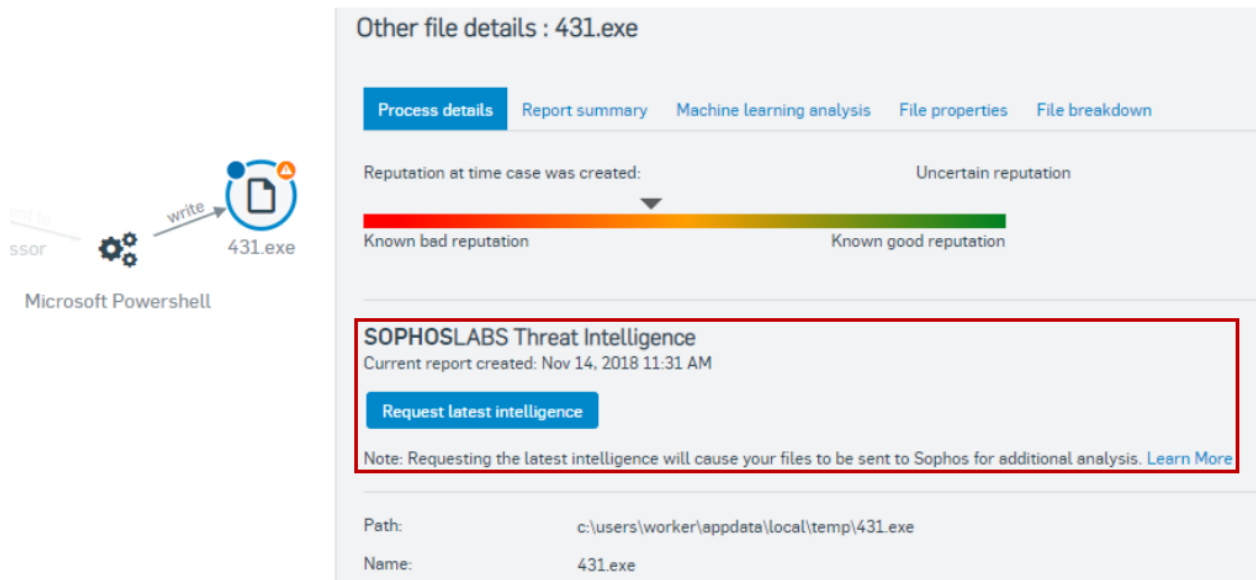 Other file details : 431.exe
Process details Report summary Machine learning analysis File properties File breakdown
Reputation at time case was created: Uncertain reputation
Known bad reputation Known good reputation
write
431.exe
ssor
Microsoft Powershell
SOPHOSLABS Threat Intelligence
Current report created: Nov 14, 2018 11:31 AM
Request latest intelligence
Note: Requesting the latest intelligence will cause your files to be sent to Sophos for additional analysis. Learn More
Path: c:\users\worker\appdata\local\temp\431.exe
Name: 431.exe